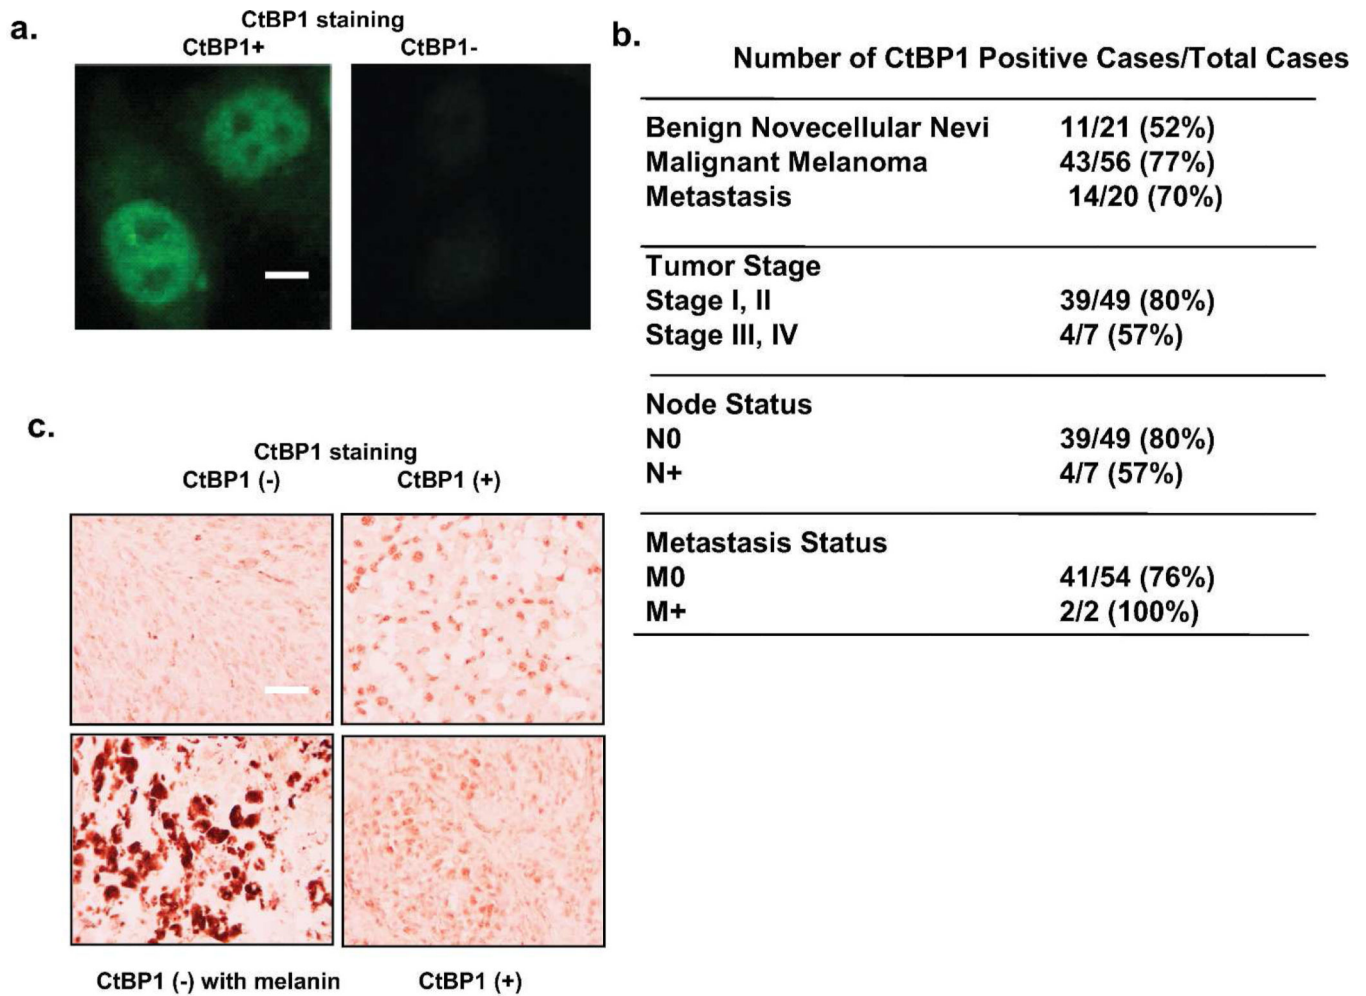 a.
CtBP1 staining
CtBP1+ CtBP1-
b.
Number of CtBP1 Positive Cases/Total Cases
Benign Novecellular Nevi 11/21 (52%)
Malignant Melanoma 43/56 (77%)
Metastasis 14/20 (70%)
Tumor Stage
Stage I, II 39/49 (80%)
Stage III, IV 4/7 (57%)
Node Status
N0 39/49 (80%)
N+ 4/7 (57%)
Metastasis Status
M0 41/54 (76%)
M+ 2/2 (100%)
c.
CtBP1 staining
CtBP1 (-) CtBP1 (+)
CtBP1 (-) with melanin CtBP1 (+)